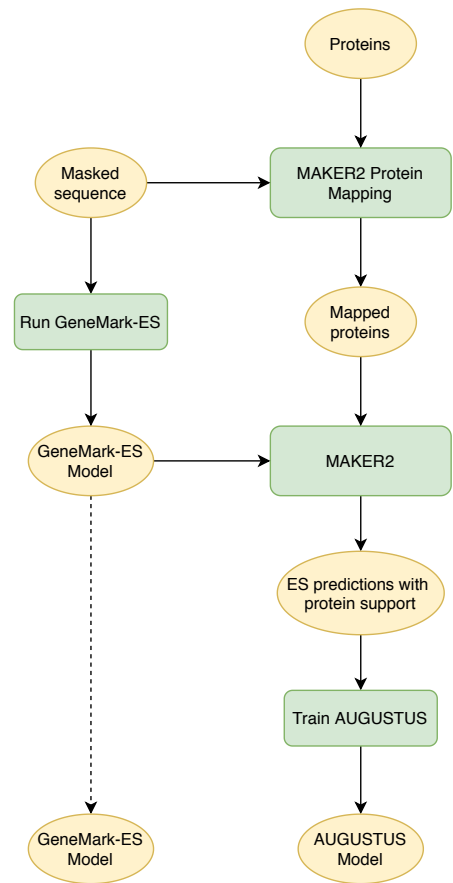 Proteins
Masked
sequence
MAKER2 Protein
Mapping
Run GeneMark-ES
Mapped
proteins
GeneMark-ES
Model
MAKER2
ES predictions with
protein support
Train AUGUSTUS
GeneMark-ES
Model
AUGUSTUS
Model